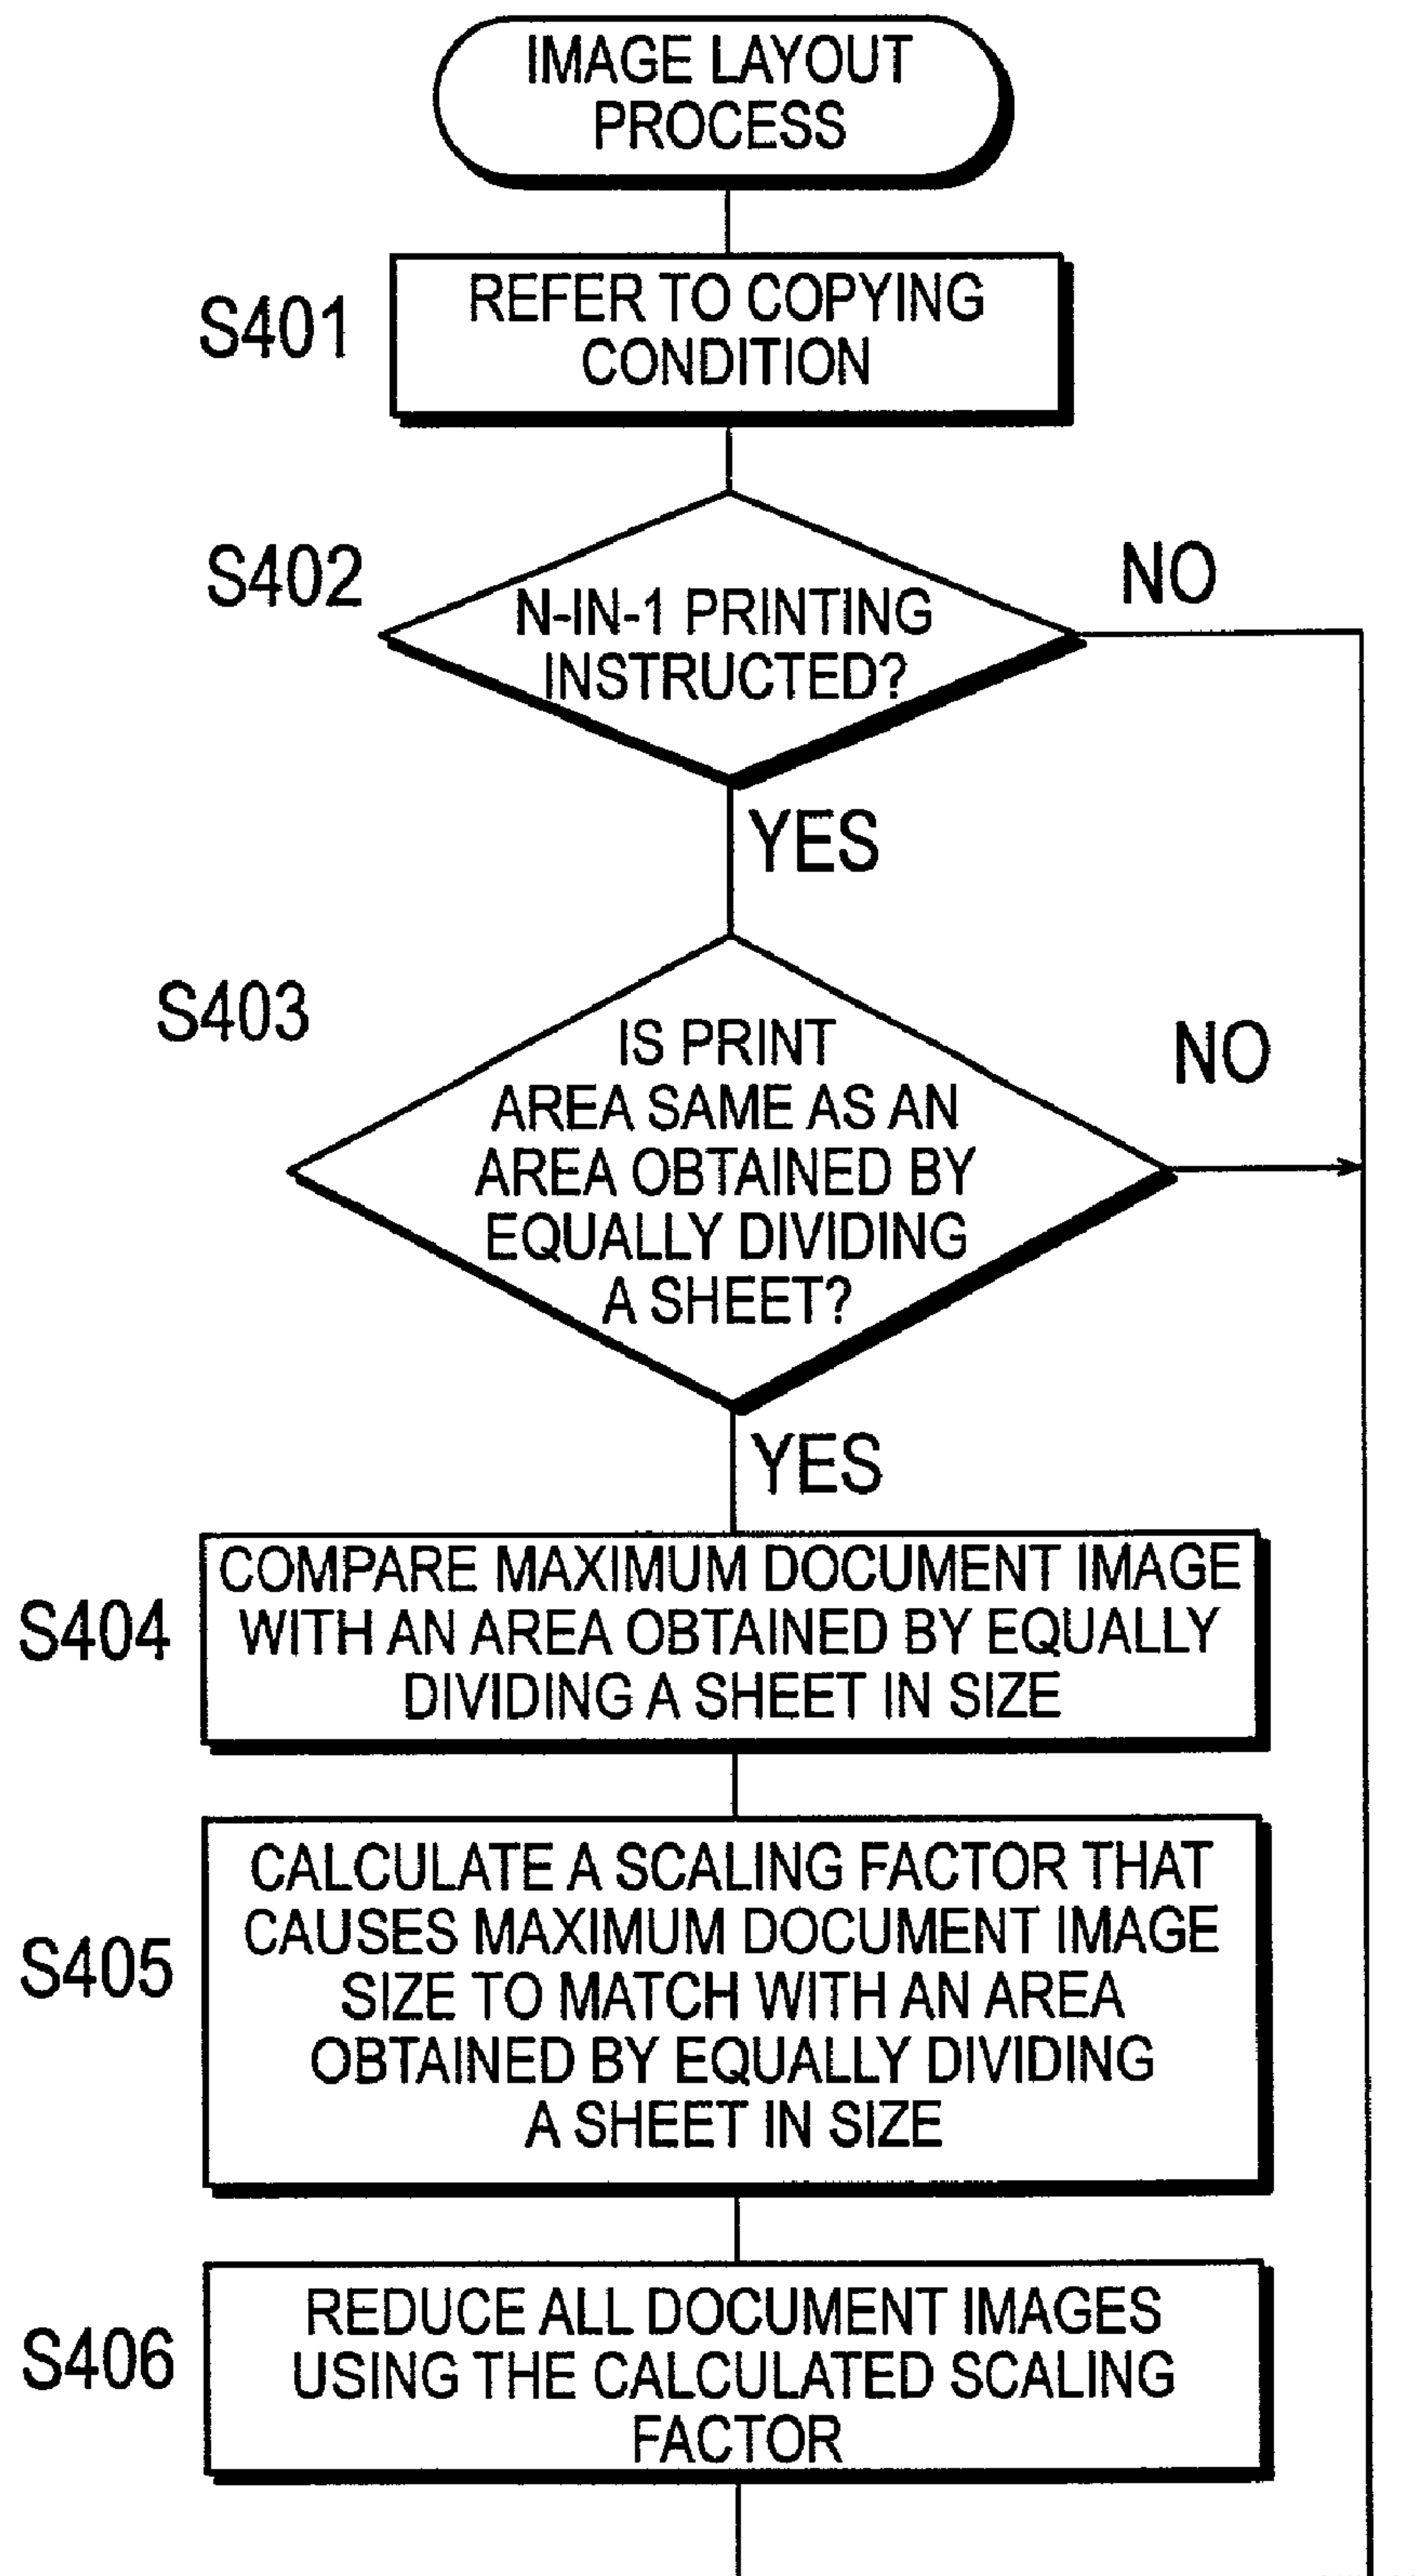 IMAGE LAYOUT
PROCESS
S401
REFER TO COPYING
CONDITION
S402
N-IN-1 PRINTING
INSTRUCTED?
NO
YES
S403
IS PRINT
AREA SAME AS AN
AREA OBTAINED BY
EQUALLY DIVIDING
A SHEET?
NO
YES
S404
COMPARE MAXIMUM DOCUMENT IMAGE
WITH AN AREA OBTAINED BY EQUALLY
DIVIDING A SHEET IN SIZE
S405
CALCULATE A SCALING FACTOR THAT
CAUSES MAXIMUM DOCUMENT IMAGE
SIZE TO MATCH WITH AN AREA
OBTAINED BY EQUALLY DIVIDING
A SHEET IN SIZE
S406
REDUCE ALL DOCUMENT IMAGES
USING THE CALCULATED SCALING
FACTOR